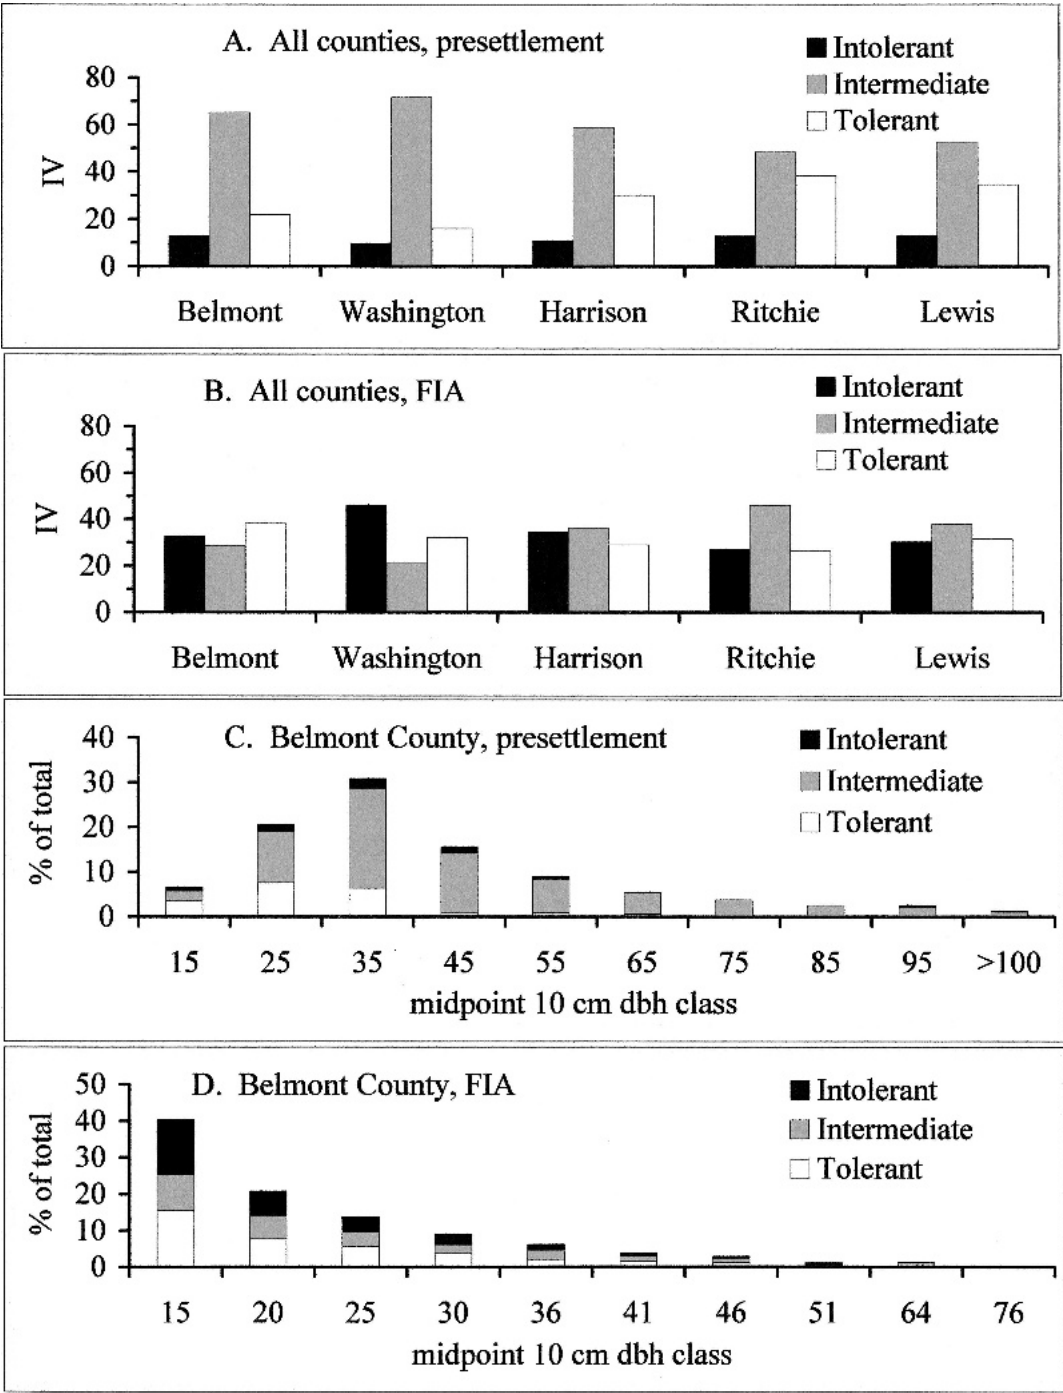 A. All counties, presettlement
Intolerant
Intermediate
Tolerant
80
60
40
20
0
IV
Belmont Washington Harrison Ritchie Lewis
B. All counties, FIA
Intolerant
Intermediate
Tolerant
80
60
40
20
0
IV
Belmont Washington Harrison Ritchie Lewis
C. Belmont County, presettlement
Intolerant
Intermediate
Tolerant
40
30
20
10
0
% of total
15 25 35 45 55 65 75 85 95 >100
midpoint 10 cm dbh class
D. Belmont County, FIA
Intolerant
Intermediate
Tolerant
50
40
30
20
10
0
% of total
15 20 25 30 36 41 46 51 64 76
midpoint 10 cm dbh class